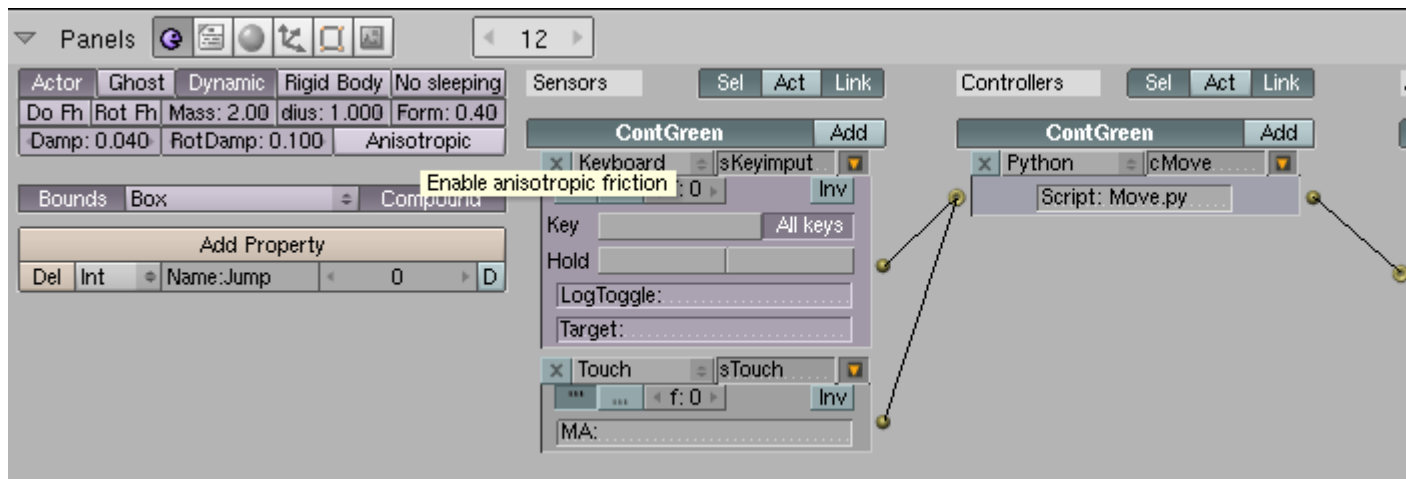 Panels 12
Actor Ghost Dynamic Rigid Body No sleeping
Do Fh Rot Fh Mass: 2.00 dius: 1.000 Form: 0.40
Damp: 0.040 RotDamp: 0.100 Anisotropic
Enable anisotropic friction
Bounds Box Compound
Add Property
Del Int Name:Jump 0 D
Sensors Sel Act Link
ContGreen Add
Keyboard sKeyimput
f: 0 Inv
Key All keys
Hold
LogToggle:
Target:
Touch sTouch
f: 0 Inv
MA:
Controllers Sel Act Link
ContGreen Add
Python cMove
Script: Move.py